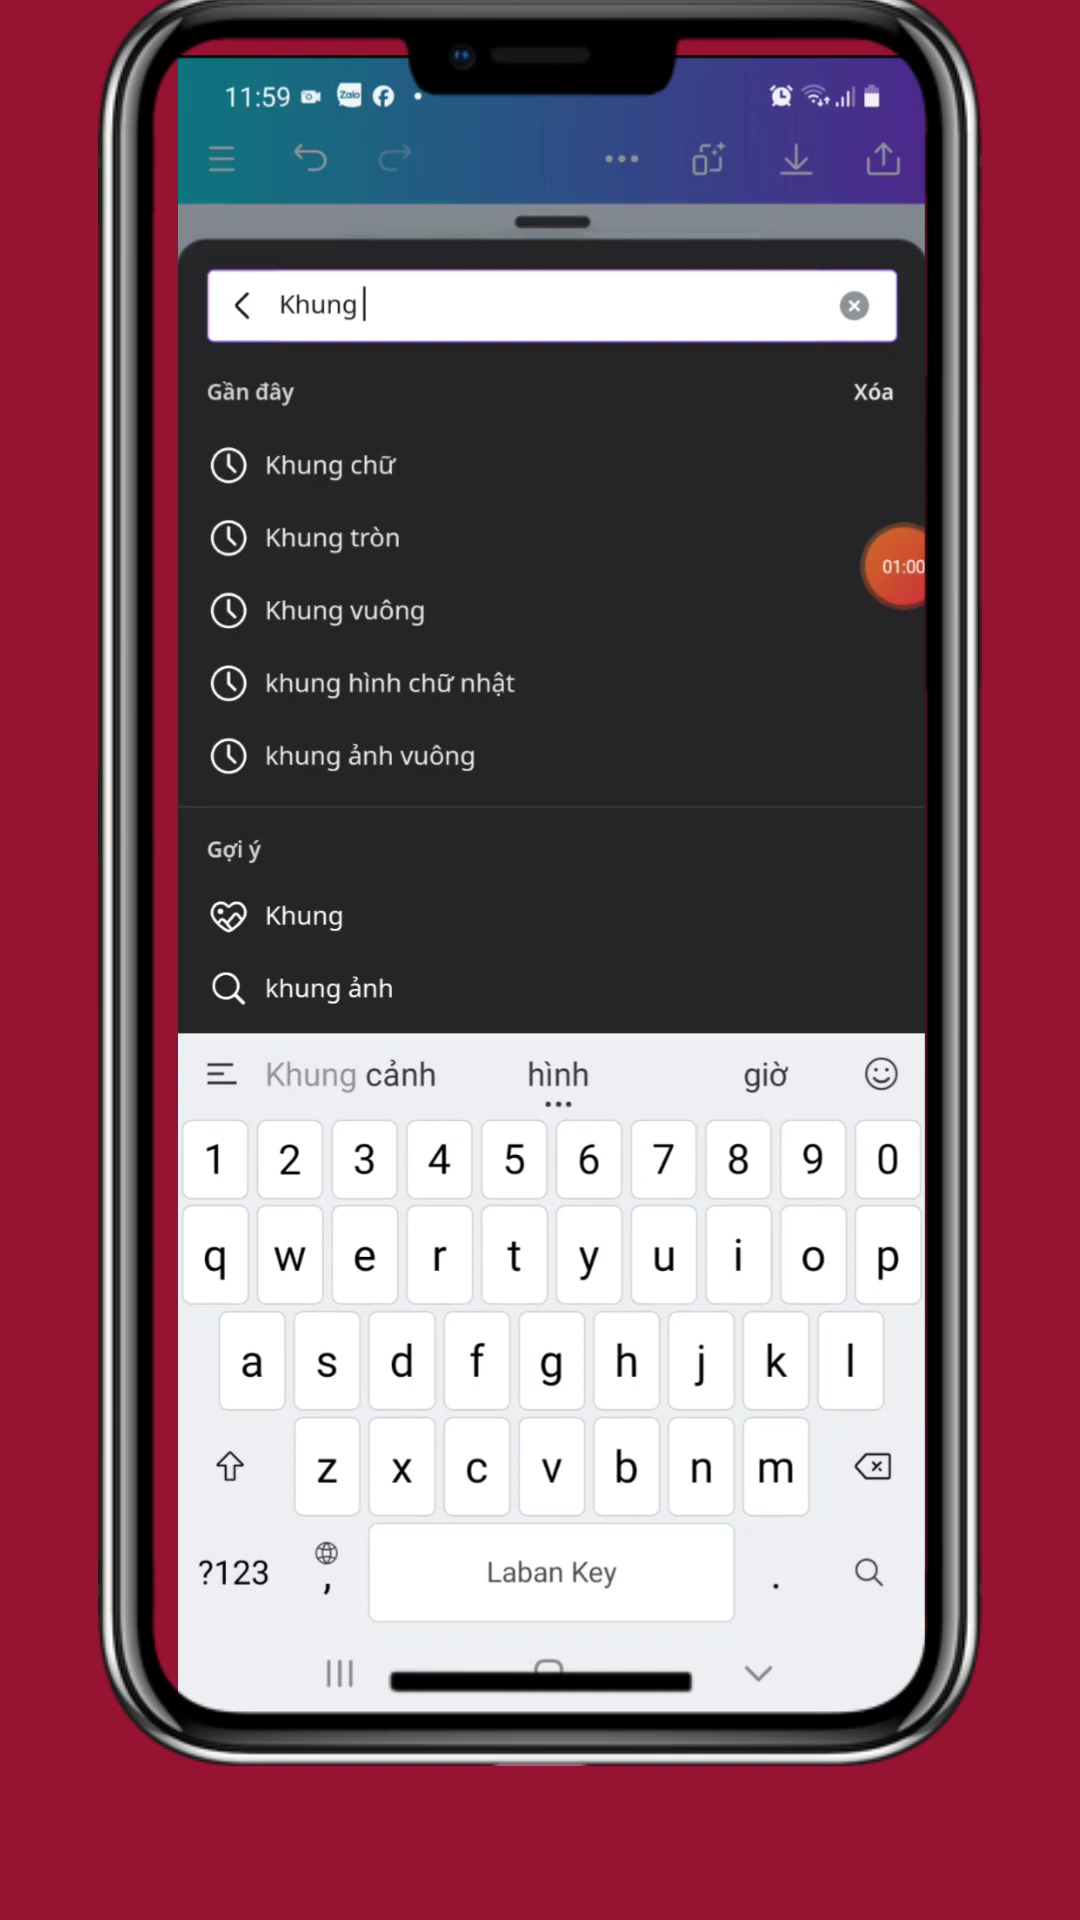 11:59 Zalo
Khung
Gần đây Xóa
Khung chữ
Khung tròn
01:00
Khung vuông
khung hình chữ nhật
khung ảnh vuông
Gợi ý
Khung
khung ảnh
Khung cảnh hình giờ
1 2 3 4 5 6 7 8 9 0
q w e r t y u i o p
a s d f g h j k l
z x c v b n m
?123 , Laban Key .